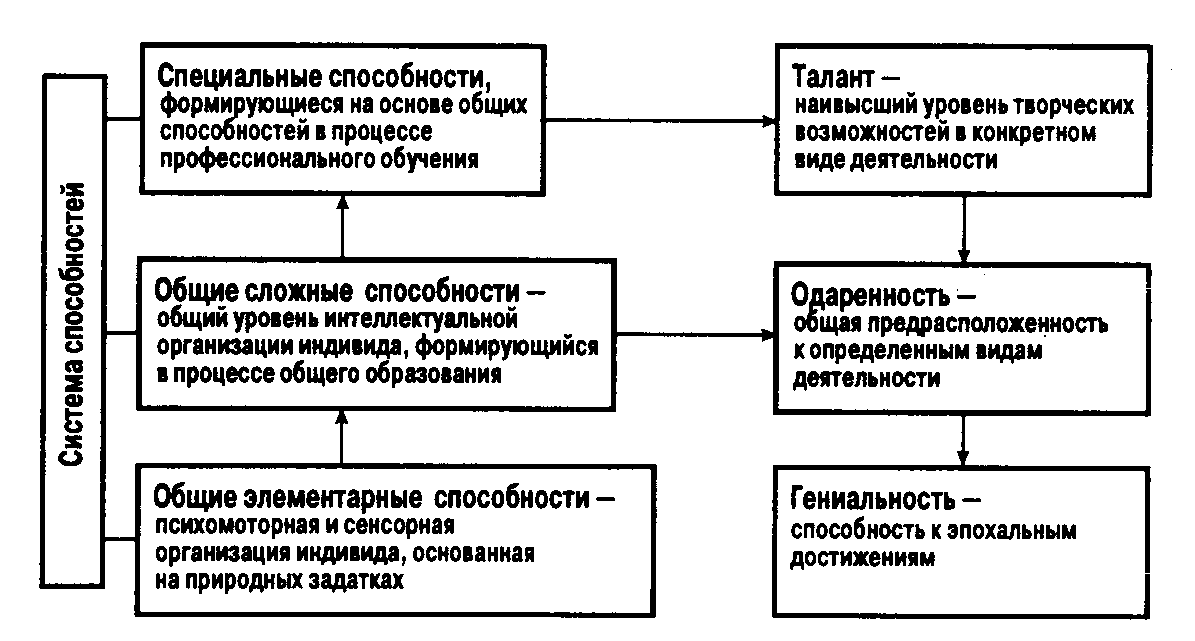 Система способностей
Специальные способности,
формирующиеся на основе общих
способностей в процессе
профессионального обучения
Талант —
наивысший уровень творческих
возможностей в конкретном
виде деятельности
Общие сложные способности —
общий уровень интеллектуальной
организации индивида, формирующийся
в процессе общего образования
Одаренность —
общая предрасположенность
к определенным видам
деятельности
Общие элементарные способности —
психомоторная и сенсорная
организация индивида, основанная
на природных задатках
Гениальность —
способность к эпохальным
достижениям